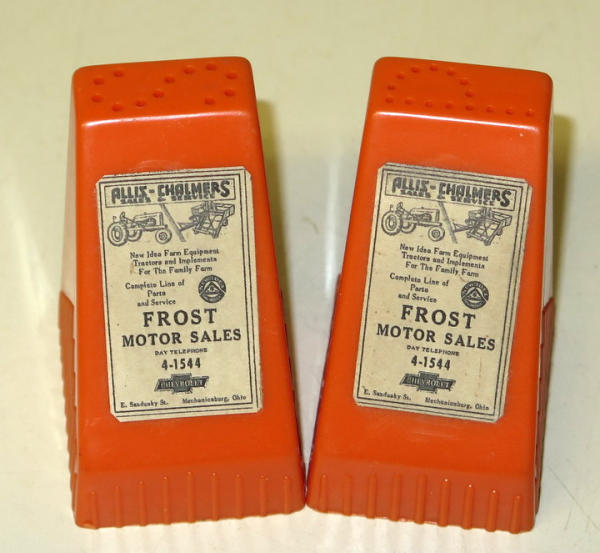 ALLIS-CHALMERS
SALES & SERVICE
New Idea Farm Equipment
Tractors and Implements
For The Family Farm
Complete Line of
Parts
and Service
FROST
MOTOR SALES
DAY TELEPHONE
4-1544
CHEVROLET
E. Sandusky St. Mechanicsburg, Ohio
ALLIS-CHALMERS
SALES & SERVICE
New Idea Farm Equipment
Tractors and Implements
For The Family Farm
Complete Line of
Parts
and Service
FROST
MOTOR SALES
DAY TELEPHONE
4-1544
CHEVROLET
E. Sandusky St. Mechanicsburg, Ohio